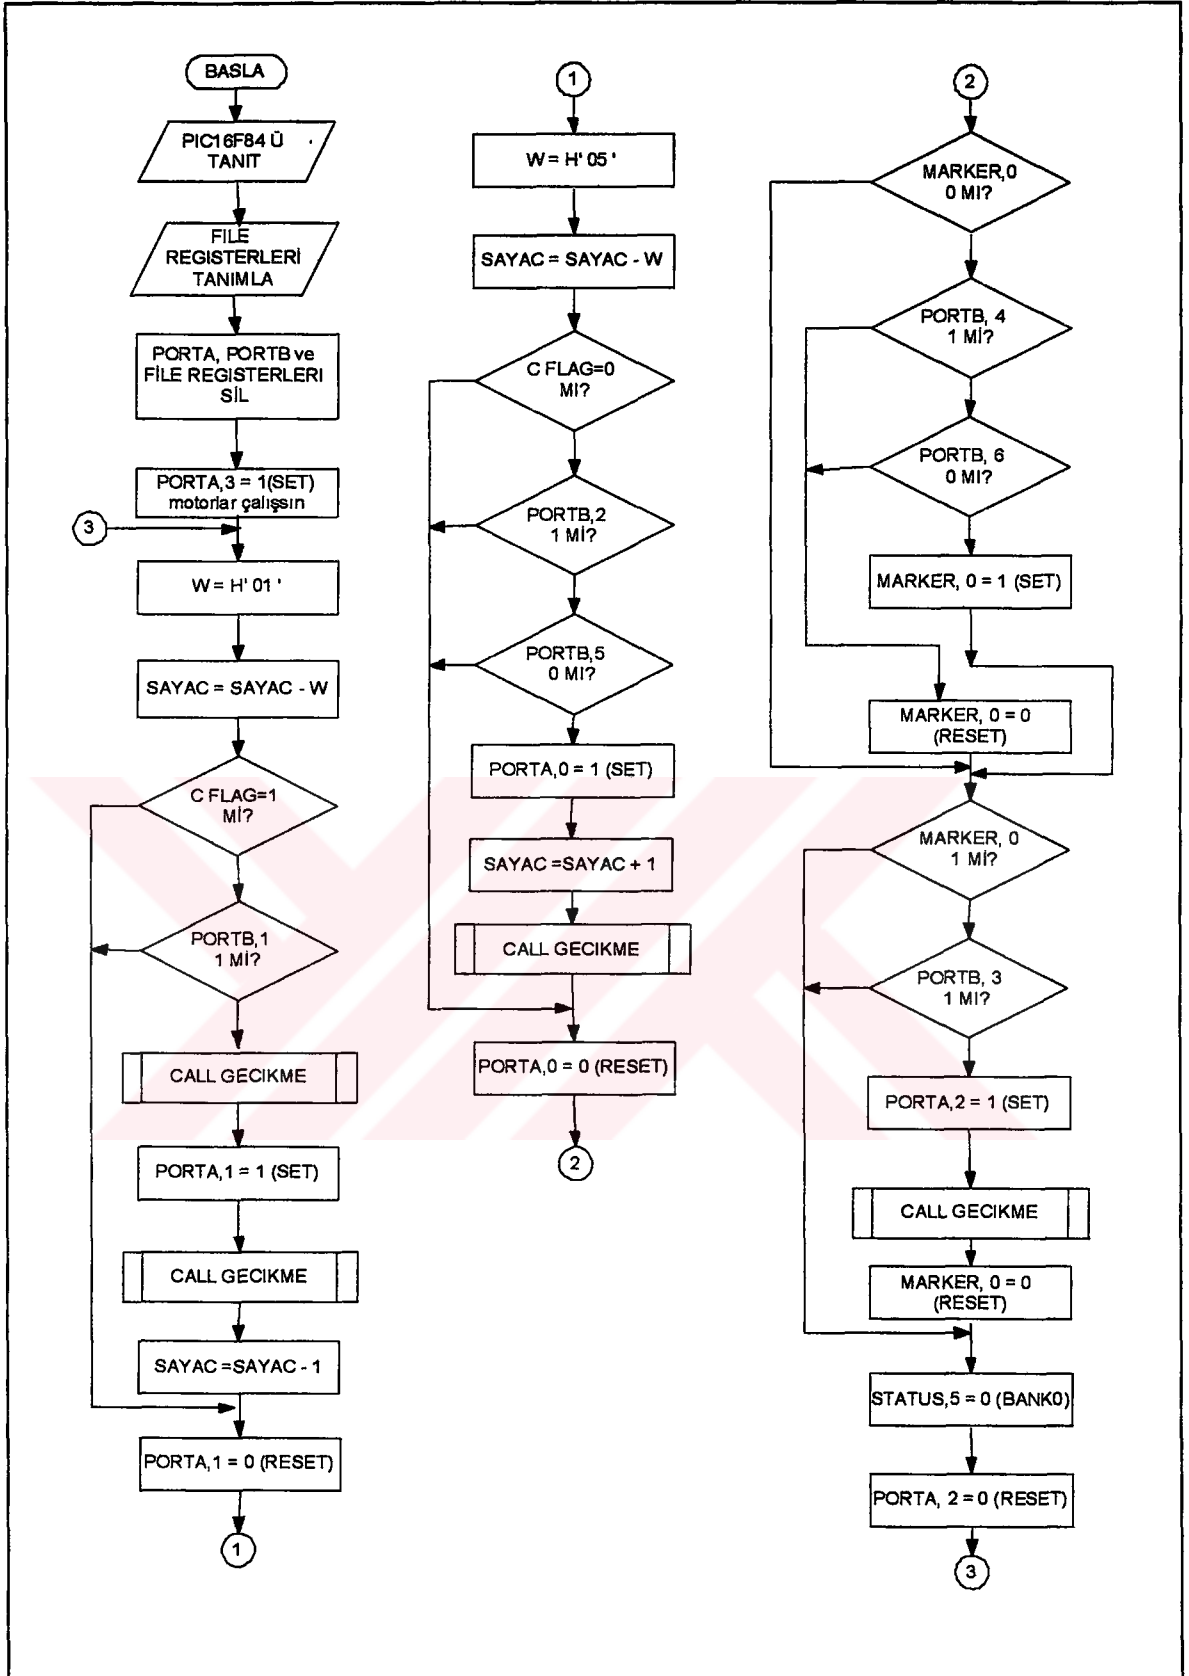 BASLA
PIC16F84 Ü
TANIT
FILE
REGISTERLERİ
TANIMLA
PORTA, PORTB ve
FİLE REGISTERLERI
SİL
PORTA,3 = 1(SET)
motorlar çalışsın
3
W = H' 01 '
SAYAC = SAYAC - W
C FLAG=1
Mİ?
PORTB,1
1 Mİ?
CALL GECIKME
PORTA,1 = 1 (SET)
CALL GECIKME
SAYAC =SAYAC - 1
PORTA,1 = 0 (RESET)
1
1
W = H' 05 '
SAYAC = SAYAC - W
C FLAG=0
MI?
PORTB,2
1 Mİ?
PORTB,5
0 MI?
PORTA,0 = 1 (SET)
SAYAC =SAYAC + 1
CALL GECIKME
PORTA,0 = 0 (RESET)
2
2
MARKER,0
0 MI?
PORTB, 4
1 Mİ?
PORTB, 6
0 MI?
MARKER, 0 = 1 (SET)
MARKER, 0 = 0
(RESET)
MARKER, 0
1 Mİ?
PORTB, 3
1 MI?
PORTA,2 = 1 (SET)
CALL GECIKME
MARKER, 0 = 0
(RESET)
STATUS,5 = 0 (BANK0)
PORTA, 2 = 0 (RESET)
3